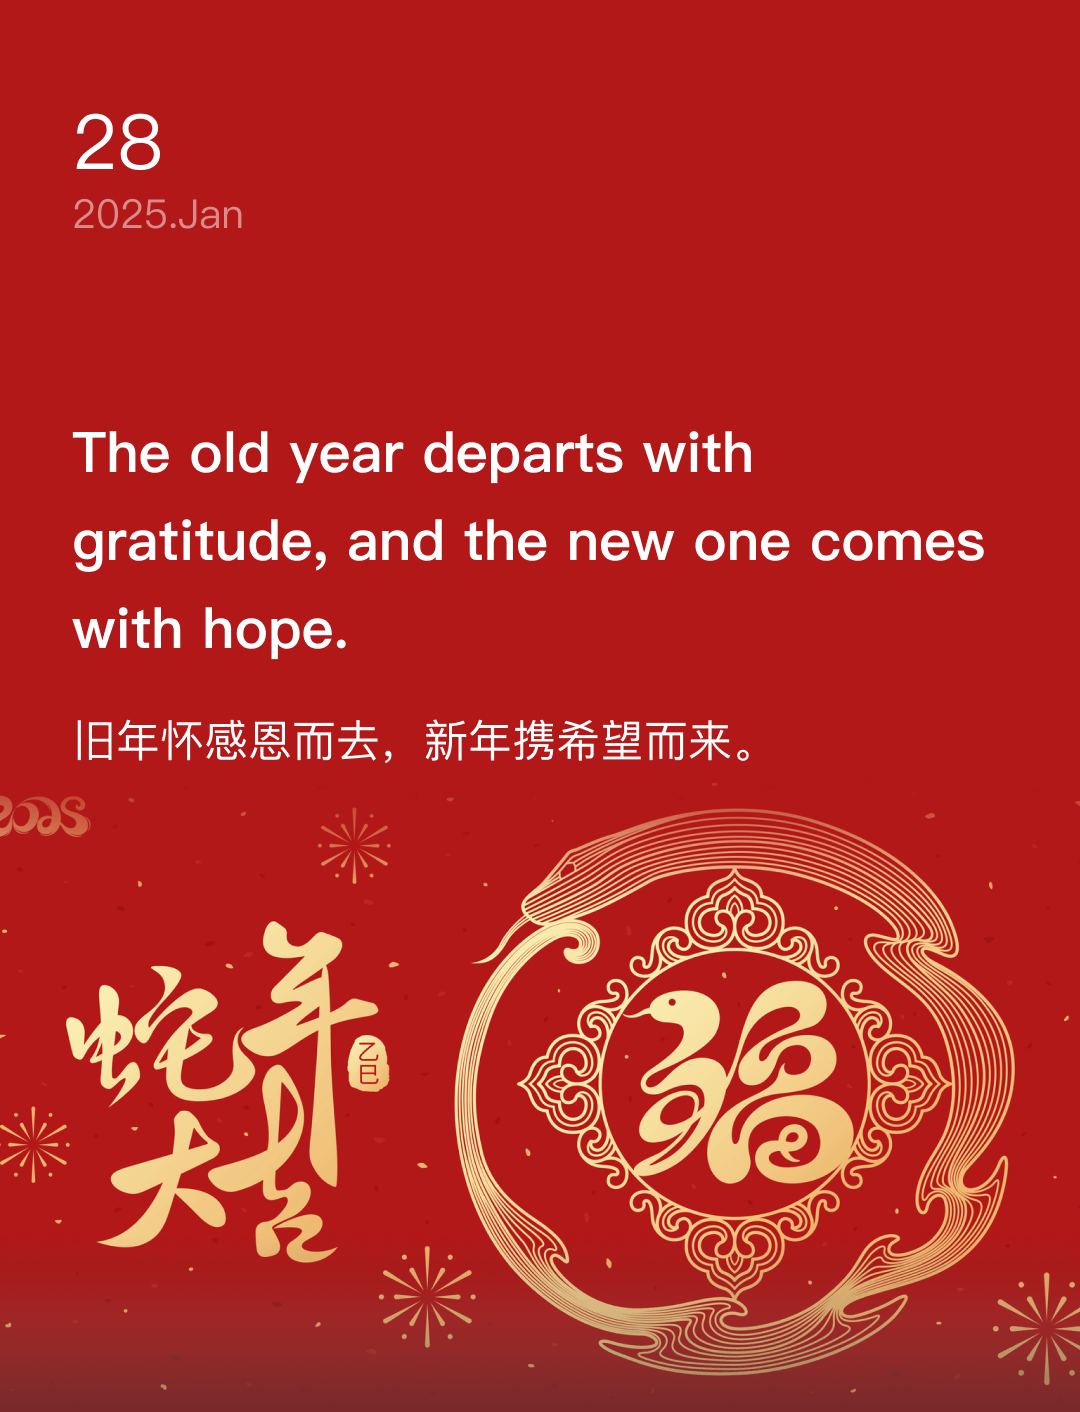 28
2025.Jan
The old year departs with
gratitude, and the new one comes
with hope.
旧年怀感恩而去，新年携希望而来。
2025
蛇年
乙巳
大吉
福